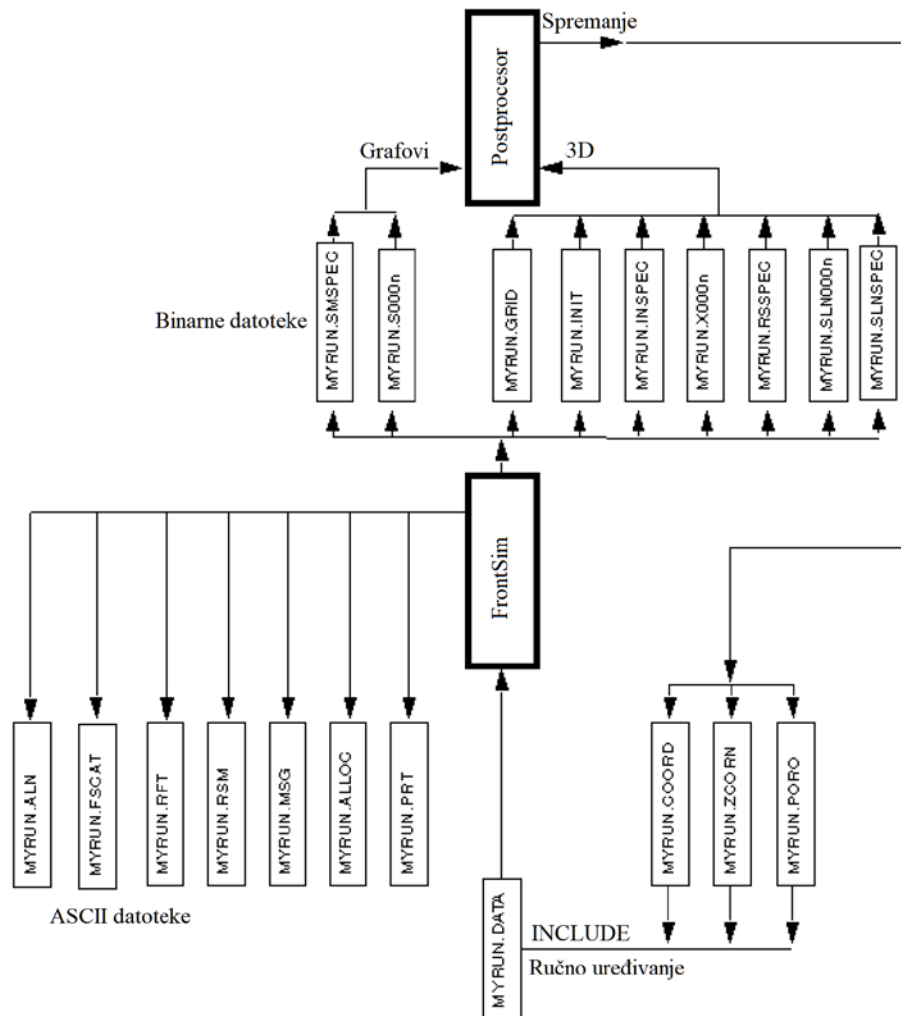 Spremanje
Postprocesor
Grafovi
3D
Binarne datoteke
MYRUN.SMSPEC
MYRUN.S000n
MYRUN.GRID
MYRUN.INIT
MYRUN.INSPEC
MYRUN.X000n
MYRUN.RSSPEC
MYRUN.SLN000n
MYRUN.SLNSPEC
FrontSim
MYRUN.ALN
MYRUN.FSCAT
MYRUN.RFT
MYRUN.RSM
MYRUN.MSG
MYRUN.ALLOC
MYRUN.PRT
MYRUN.COORD
MYRUN.ZCORN
MYRUN.PORO
ASCII datoteke
MYRUN.DATA
INCLUDE
Ručno uređivanje